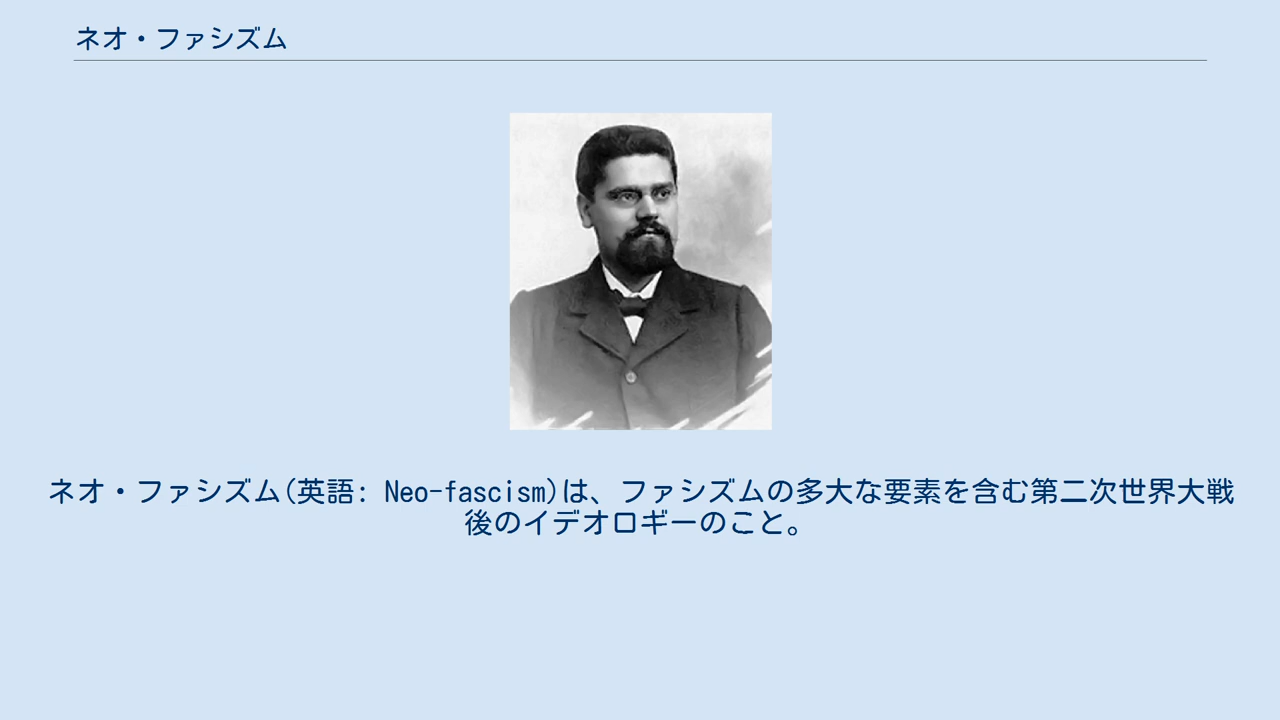 ネオ・ファシズム
ネオ・ファシズム(英語: Neo-fascism)は、ファシズムの多大な要素を含む第二次世界大戦
後のイデオロギーのこと。